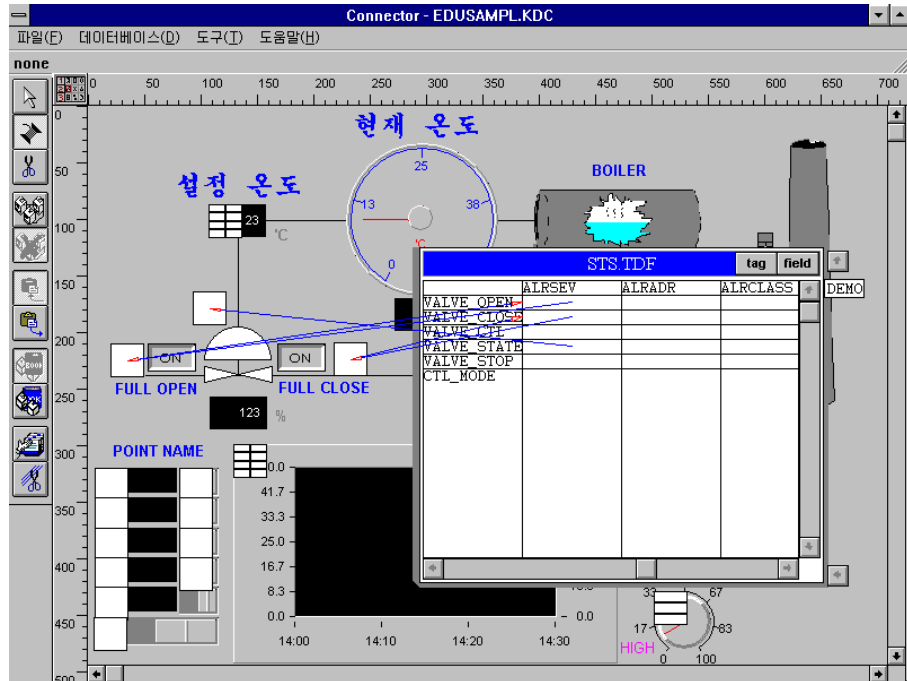 Connector - EDUSAMPL.KDC
파일(F) 데이터베이스(D) 도구(T) 도움말(H)
none
0 50 100 150 200 250 300 350 400 450 500 550 600 650 700
0
50
100
150
200
250
300
350
400
450
500
현재 온도
25
13
38
0
℃
설정 온도
23
℃
BOILER
STS.TDF tag field
ALRSEV ALRADR ALRCLASS
VALVE_OPEN
VALVE_CLOSE
VALVE_CTL
VALVE_STATE
VALVE_STOP
CTL_MODE
DEMO
ON ON
FULL OPEN FULL CLOSE
123 %
POINT NAME
0.0
41.7
33.3
25.0
16.7
8.3
0.0 0.0
14:00 14:10 14:20 14:30
33 67
17 83
HIGH 0 100